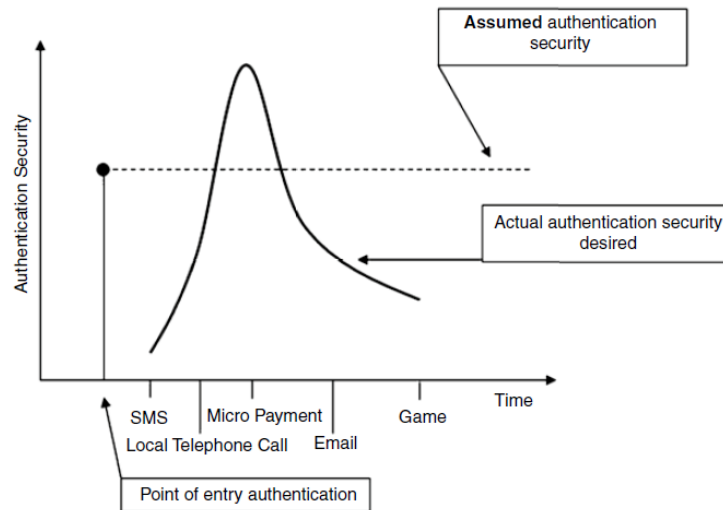 Assumed authentication
security
Authentication Security
Actual authentication security
desired
Time
SMS
Micro Payment
Game
Local Telephone Call
Email
Point of entry authentication